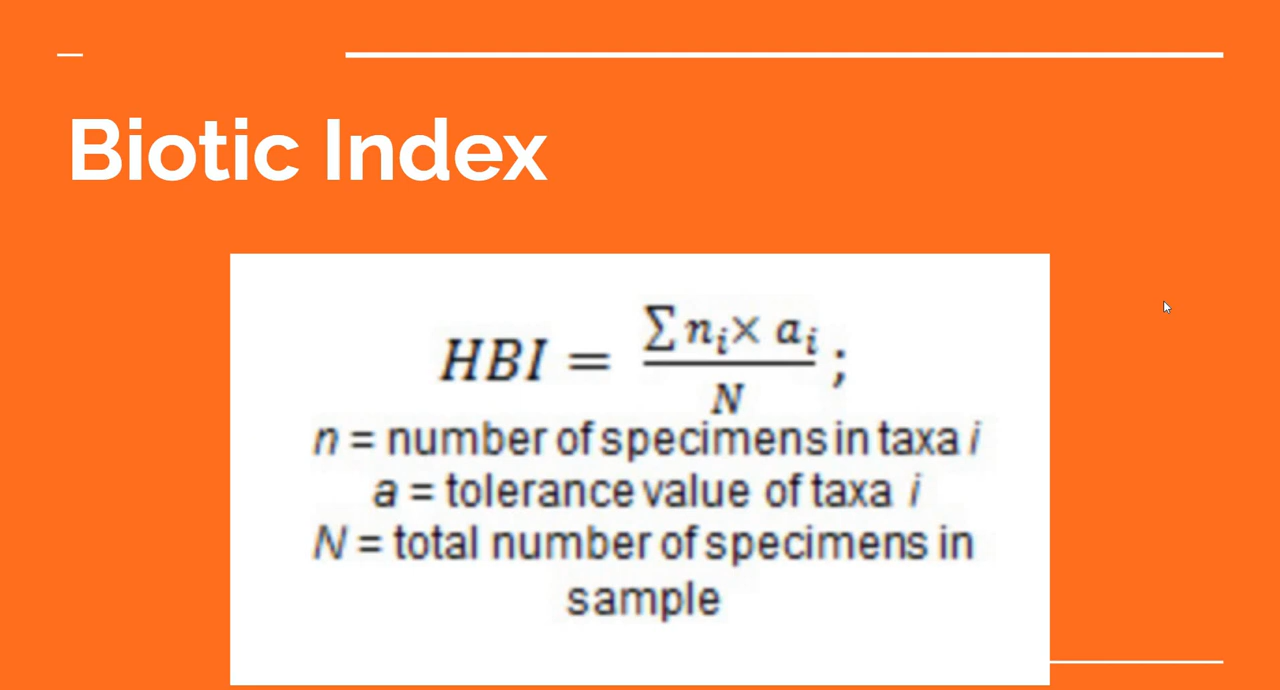 Biotic Index
HBI = ∑ nᵢ× aᵢ / N ;
n = number of specimens in taxa i
a = tolerance value of taxa i
N = total number of specimens in
sample